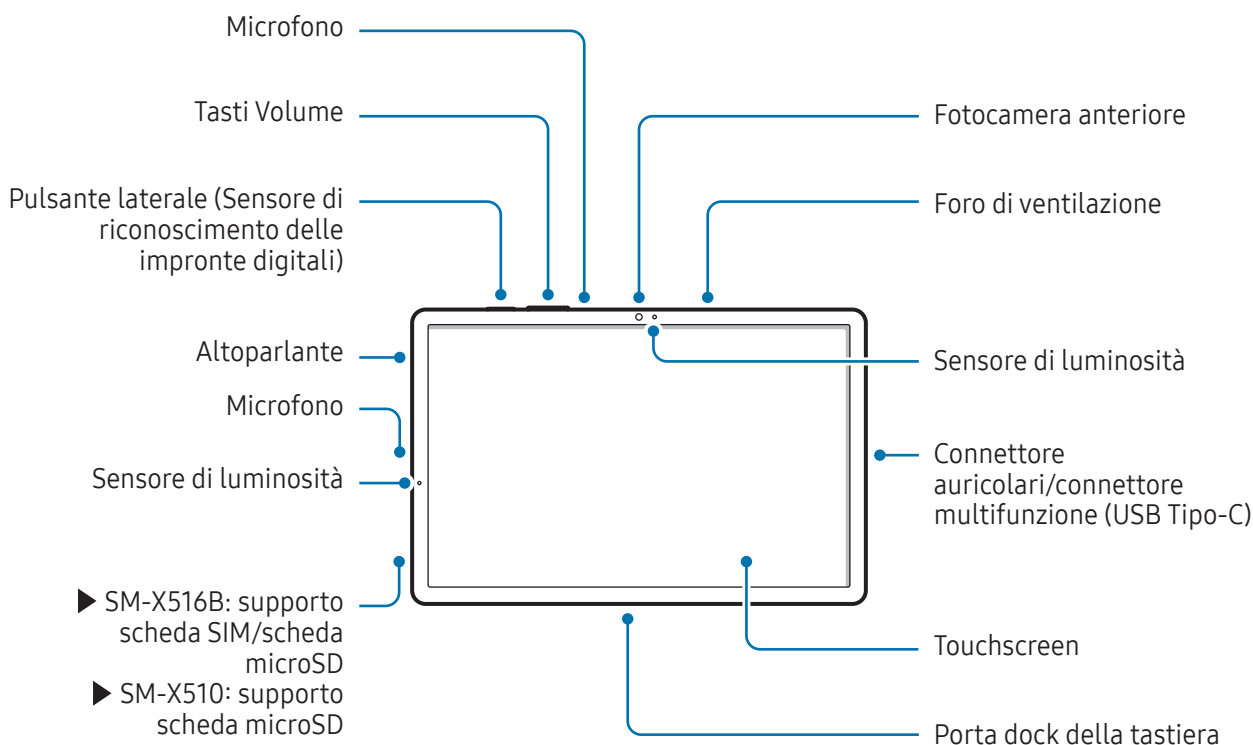 Microfono
Tasti Volume
Pulsante laterale (Sensore di
riconoscimento delle
impronte digitali)
Altoparlante
Microfono
Sensore di luminosità
▶ SM-X516B: supporto
scheda SIM/scheda
microSD
▶ SM-X510: supporto
scheda microSD
Fotocamera anteriore
Foro di ventilazione
Sensore di luminosità
Connettore
auricolari/connettore
multifunzione (USB Tipo-C)
Touchscreen
Porta dock della tastiera